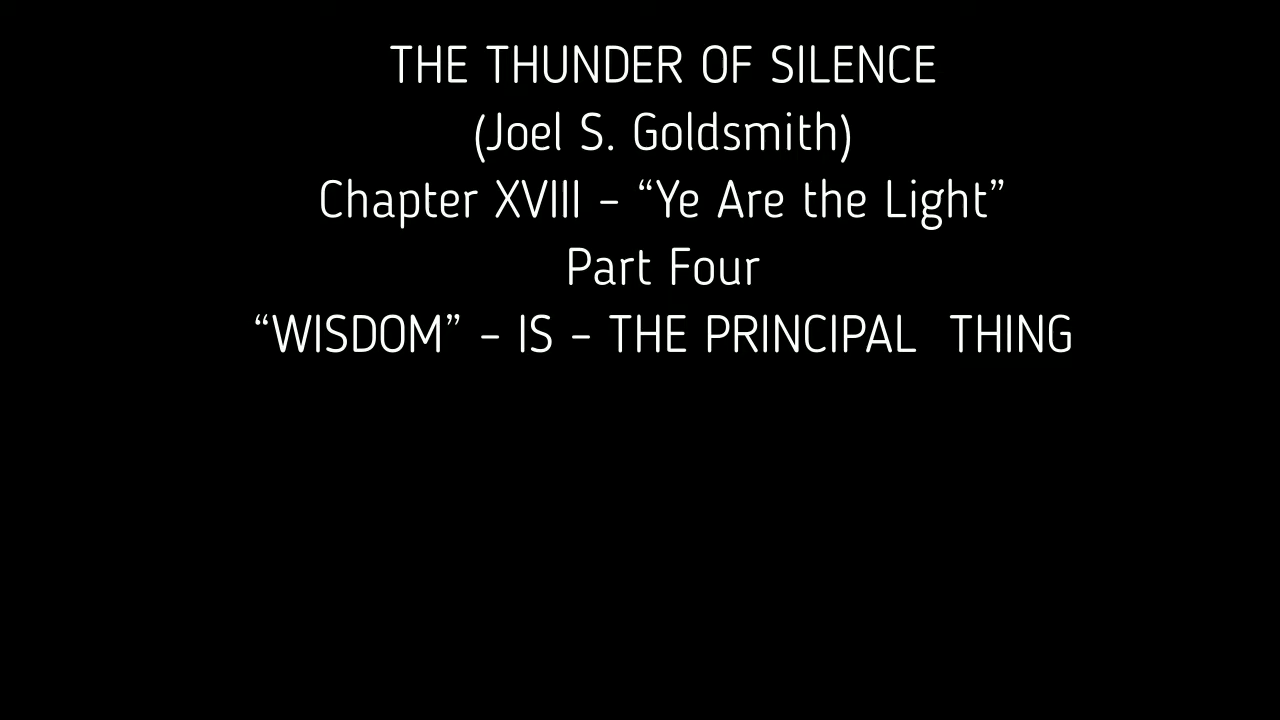 THE THUNDER OF SILENCE
(Joel S. Goldsmith)
Chapter XVIII – “Ye Are the Light”
Part Four
“WISDOM” – IS – THE PRINCIPAL  THING